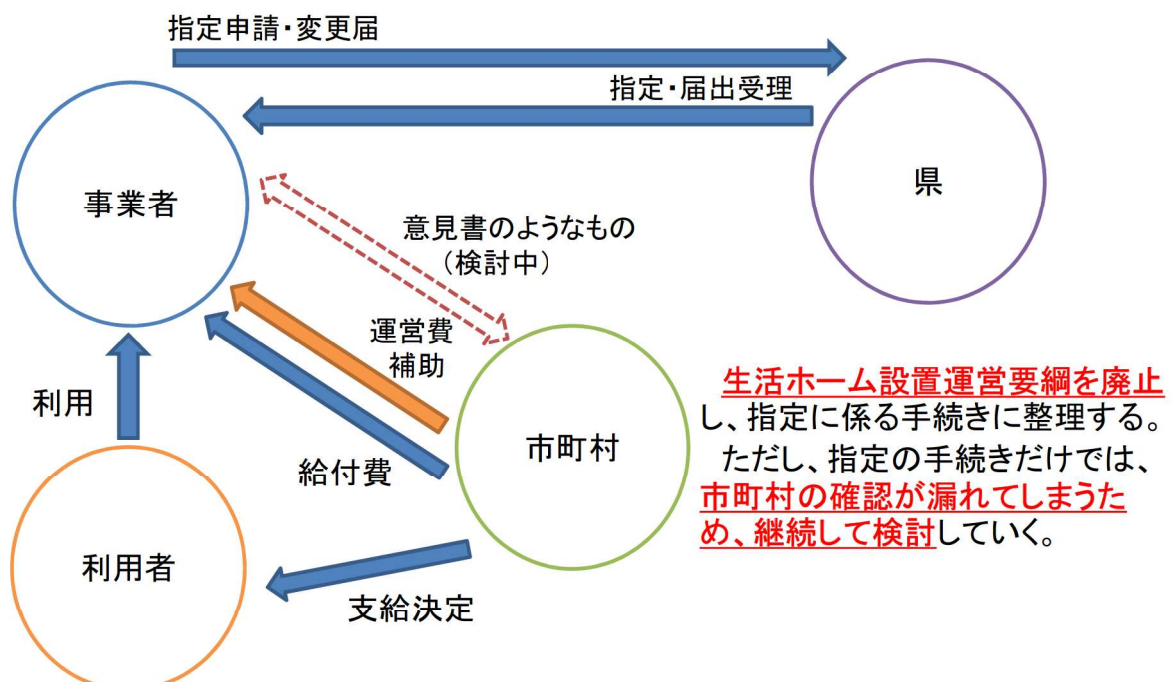 指定申請・変更届
指定・届出受理
事業者
県
意見書のようなもの
（検討中）
運営費
補助
利用
給付費
市町村
利用者
支給決定
生活ホーム設置運営要綱を廃止
し、指定に係る手続きに整理する。
ただし、指定の手続きだけでは、
市町村の確認が漏れてしまうた
め、継続して検討していく。